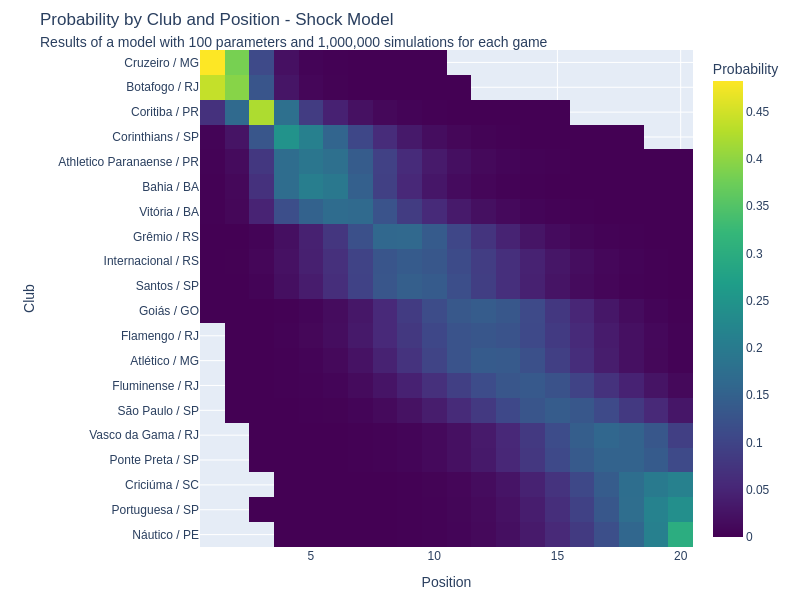 Probability by Club and Position - Shock Model
Results of a model with 100 parameters and 1,000,000 simulations for each game
Probability
Cruzeiro / MG
Botafogo / RJ
Coritiba / PR
Corinthians / SP
Athletico Paranaense / PR
Bahia / BA
Vitória / BA
Grêmio / RS
Internacional / RS
Santos / SP
Goiás / GO
Flamengo / RJ
Atlético / MG
Fluminense / RJ
São Paulo / SP
Vasco da Gama / RJ
Ponte Preta / SP
Criciúma / SC
Portuguesa / SP
Náutico / PE
Club
5
10
15
20
Position
0.45
0.4
0.35
0.3
0.25
0.2
0.15
0.1
0.05
0